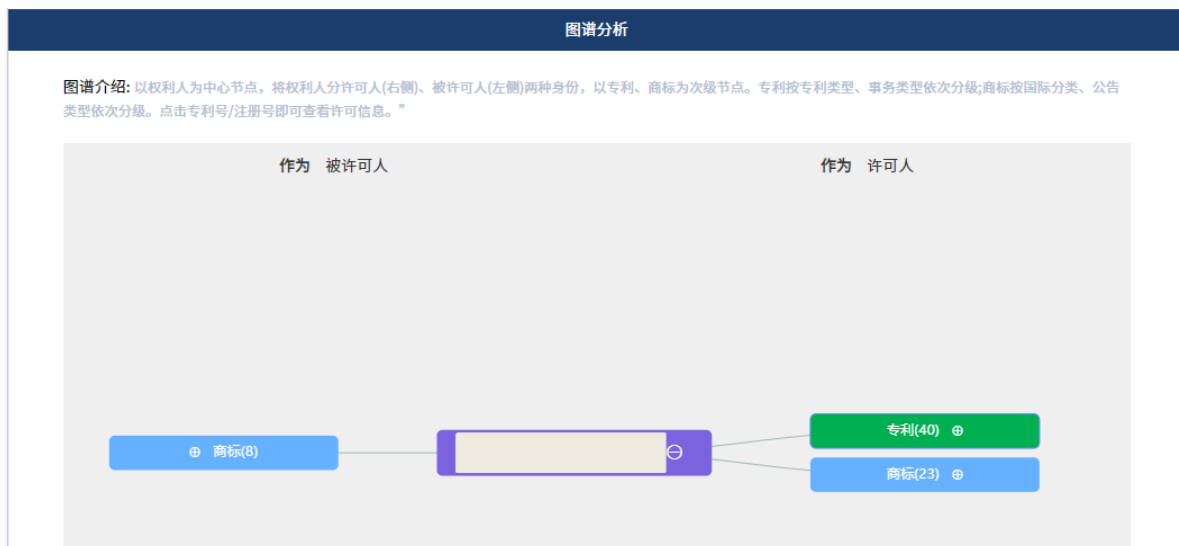 图谱分析
图谱介绍: 以权利人为中心节点，将权利人分许可人(右侧)、被许可人(左侧)两种身份，以专利、商标为次级节点。专利按专利类型、事务类型依次分级;商标按国际分类、公告
类型依次分级。点击专利号/注册号即可查看许可信息。”
作为 被许可人
作为 许可人
专利(40) ⊕
⊕ 商标(8)
⊖
商标(23) ⊕